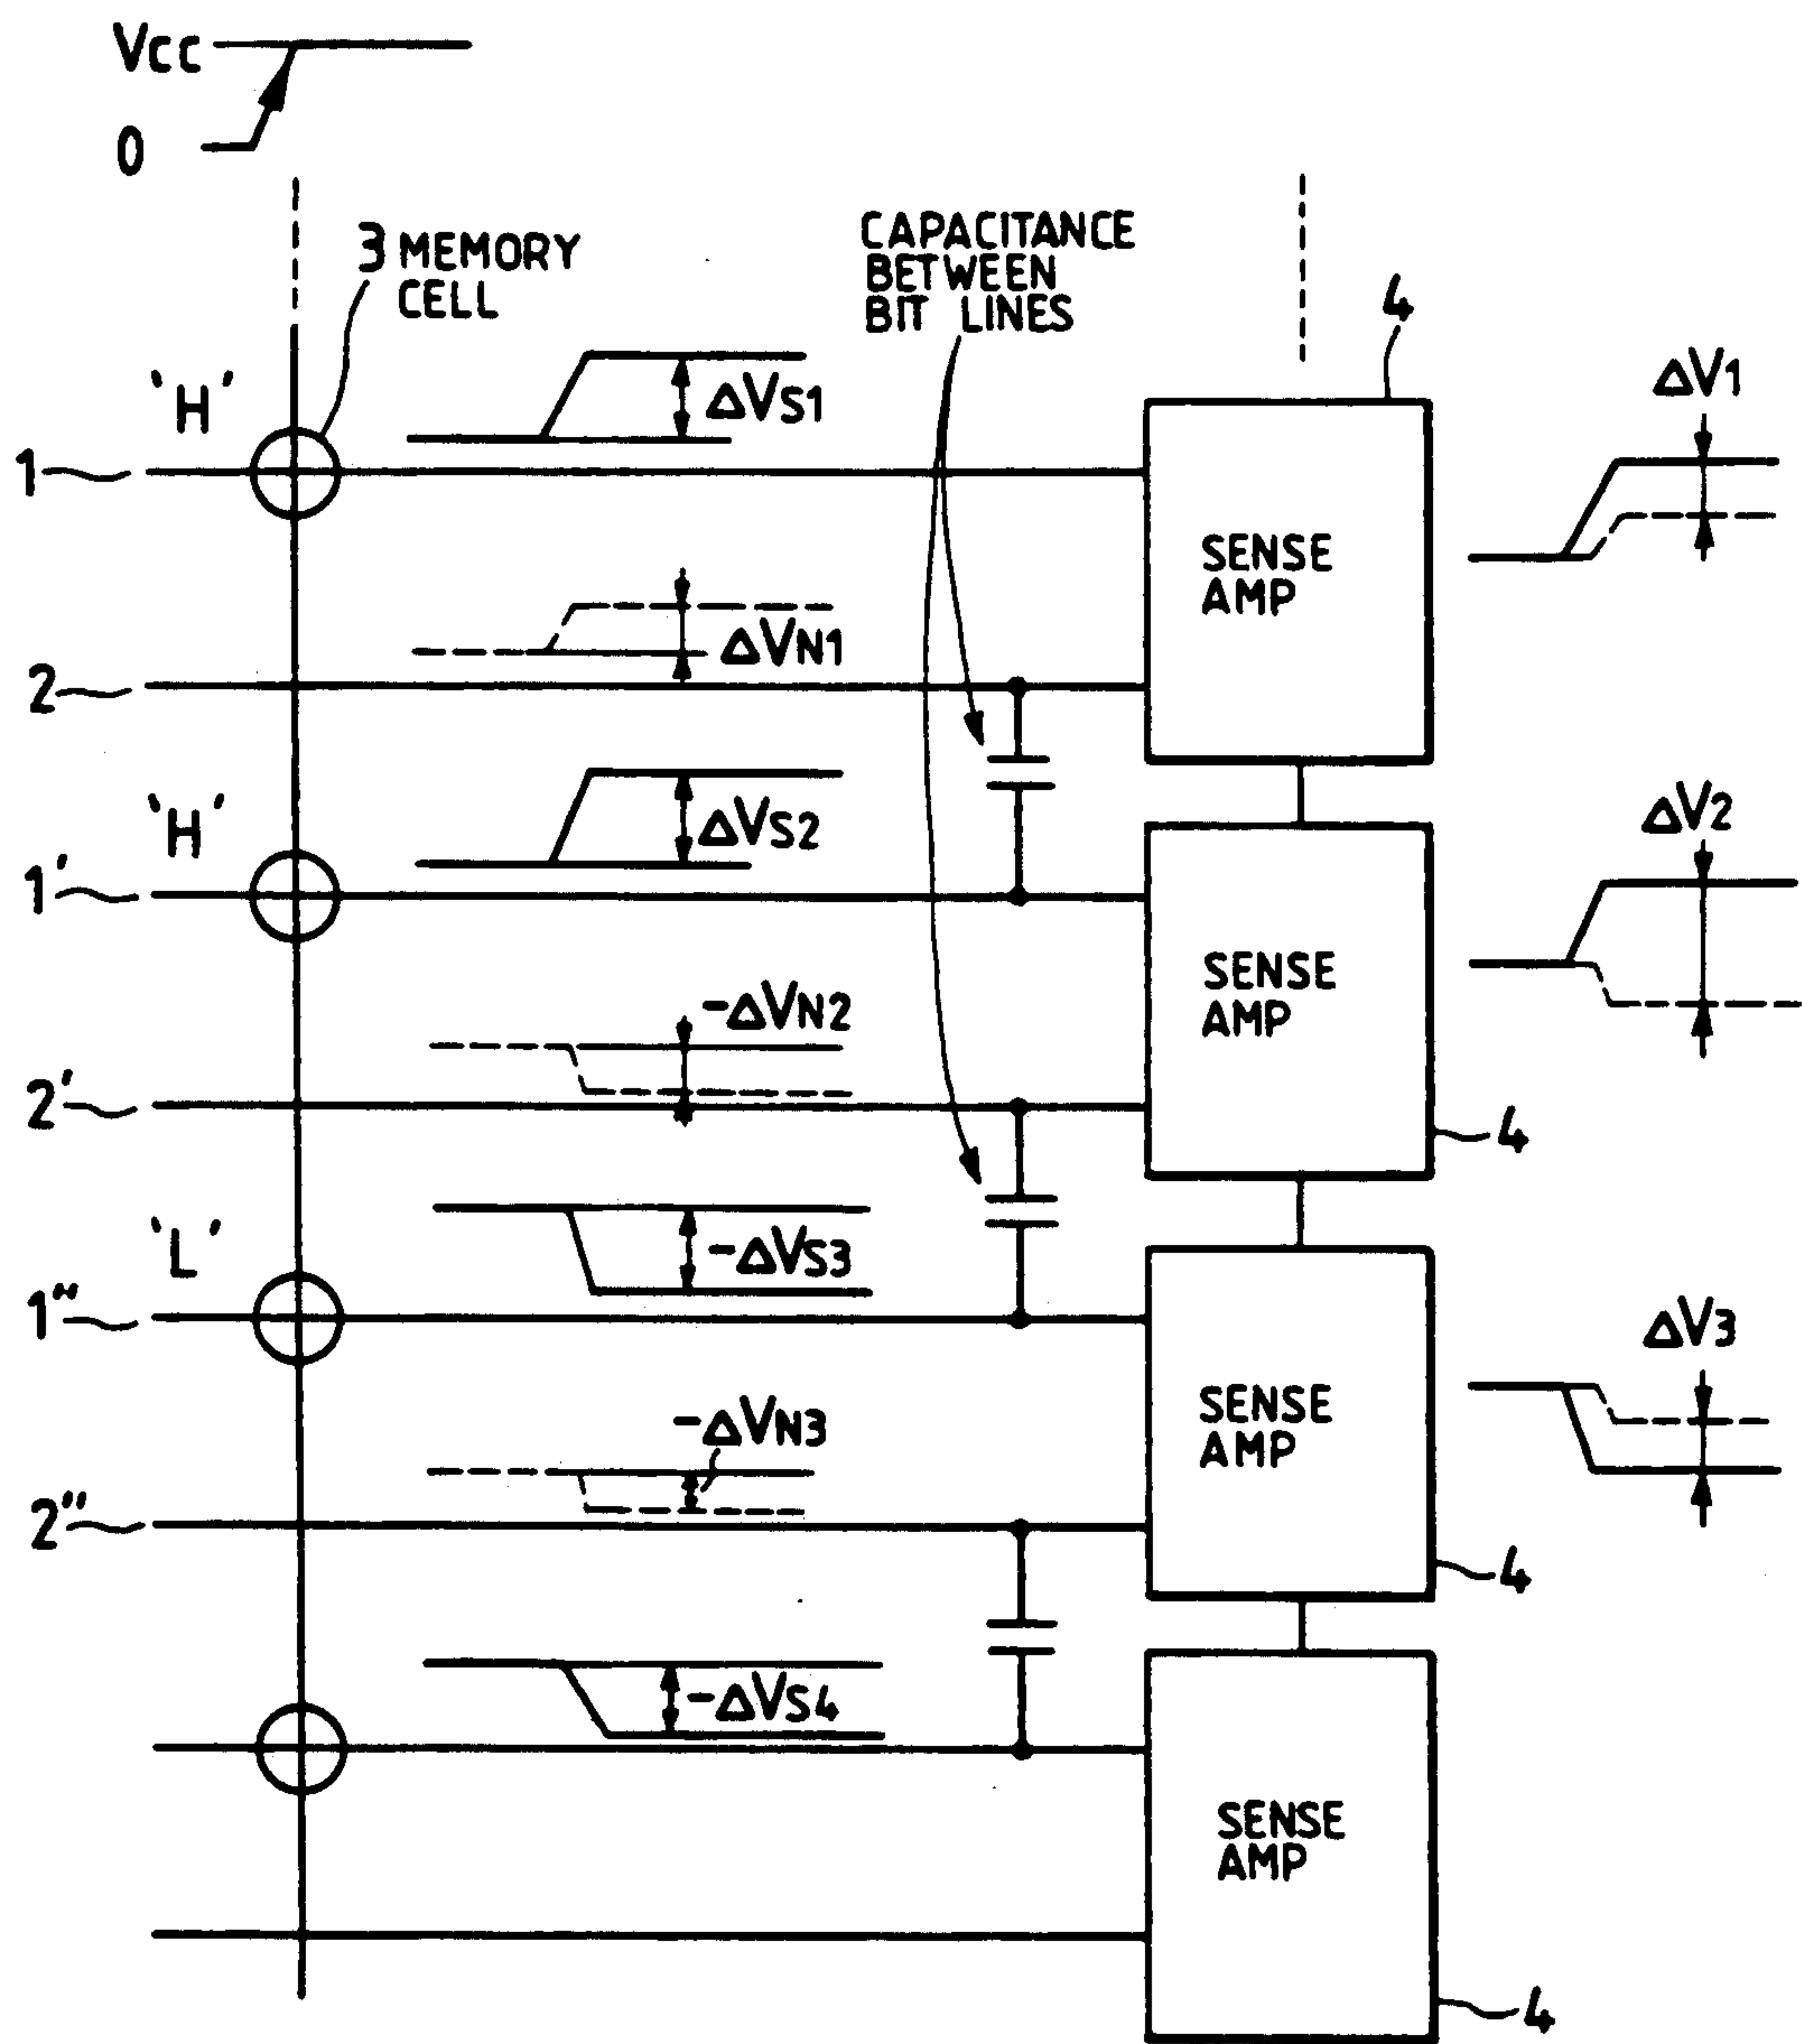 Vcc
0
3 MEMORY
CELL
CAPACITANCE
BETWEEN
BIT LINES
4
'H'
ΔVS1
ΔV1
1
SENSE
AMP
ΔVN1
2
'H'
ΔVS2
ΔV2
1'
SENSE
AMP
-ΔVN2
2'
4
'L'
-ΔVS3
1"
ΔV3
-ΔVN3
SENSE
AMP
2"
4
-ΔVS4
SENSE
AMP
4